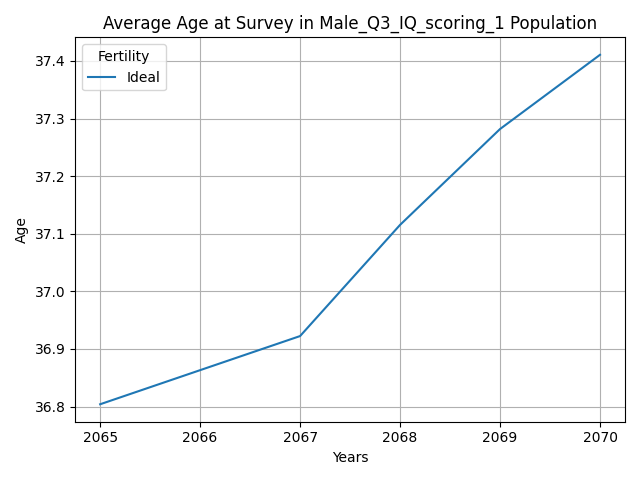 Average Age at Survey in Male_Q3_IQ_scoring_1 Population
Fertility
Ideal
37.4
37.3
37.2
37.1
37.0
36.9
36.8
Age
2065 2066 2067 2068 2069 2070
Years